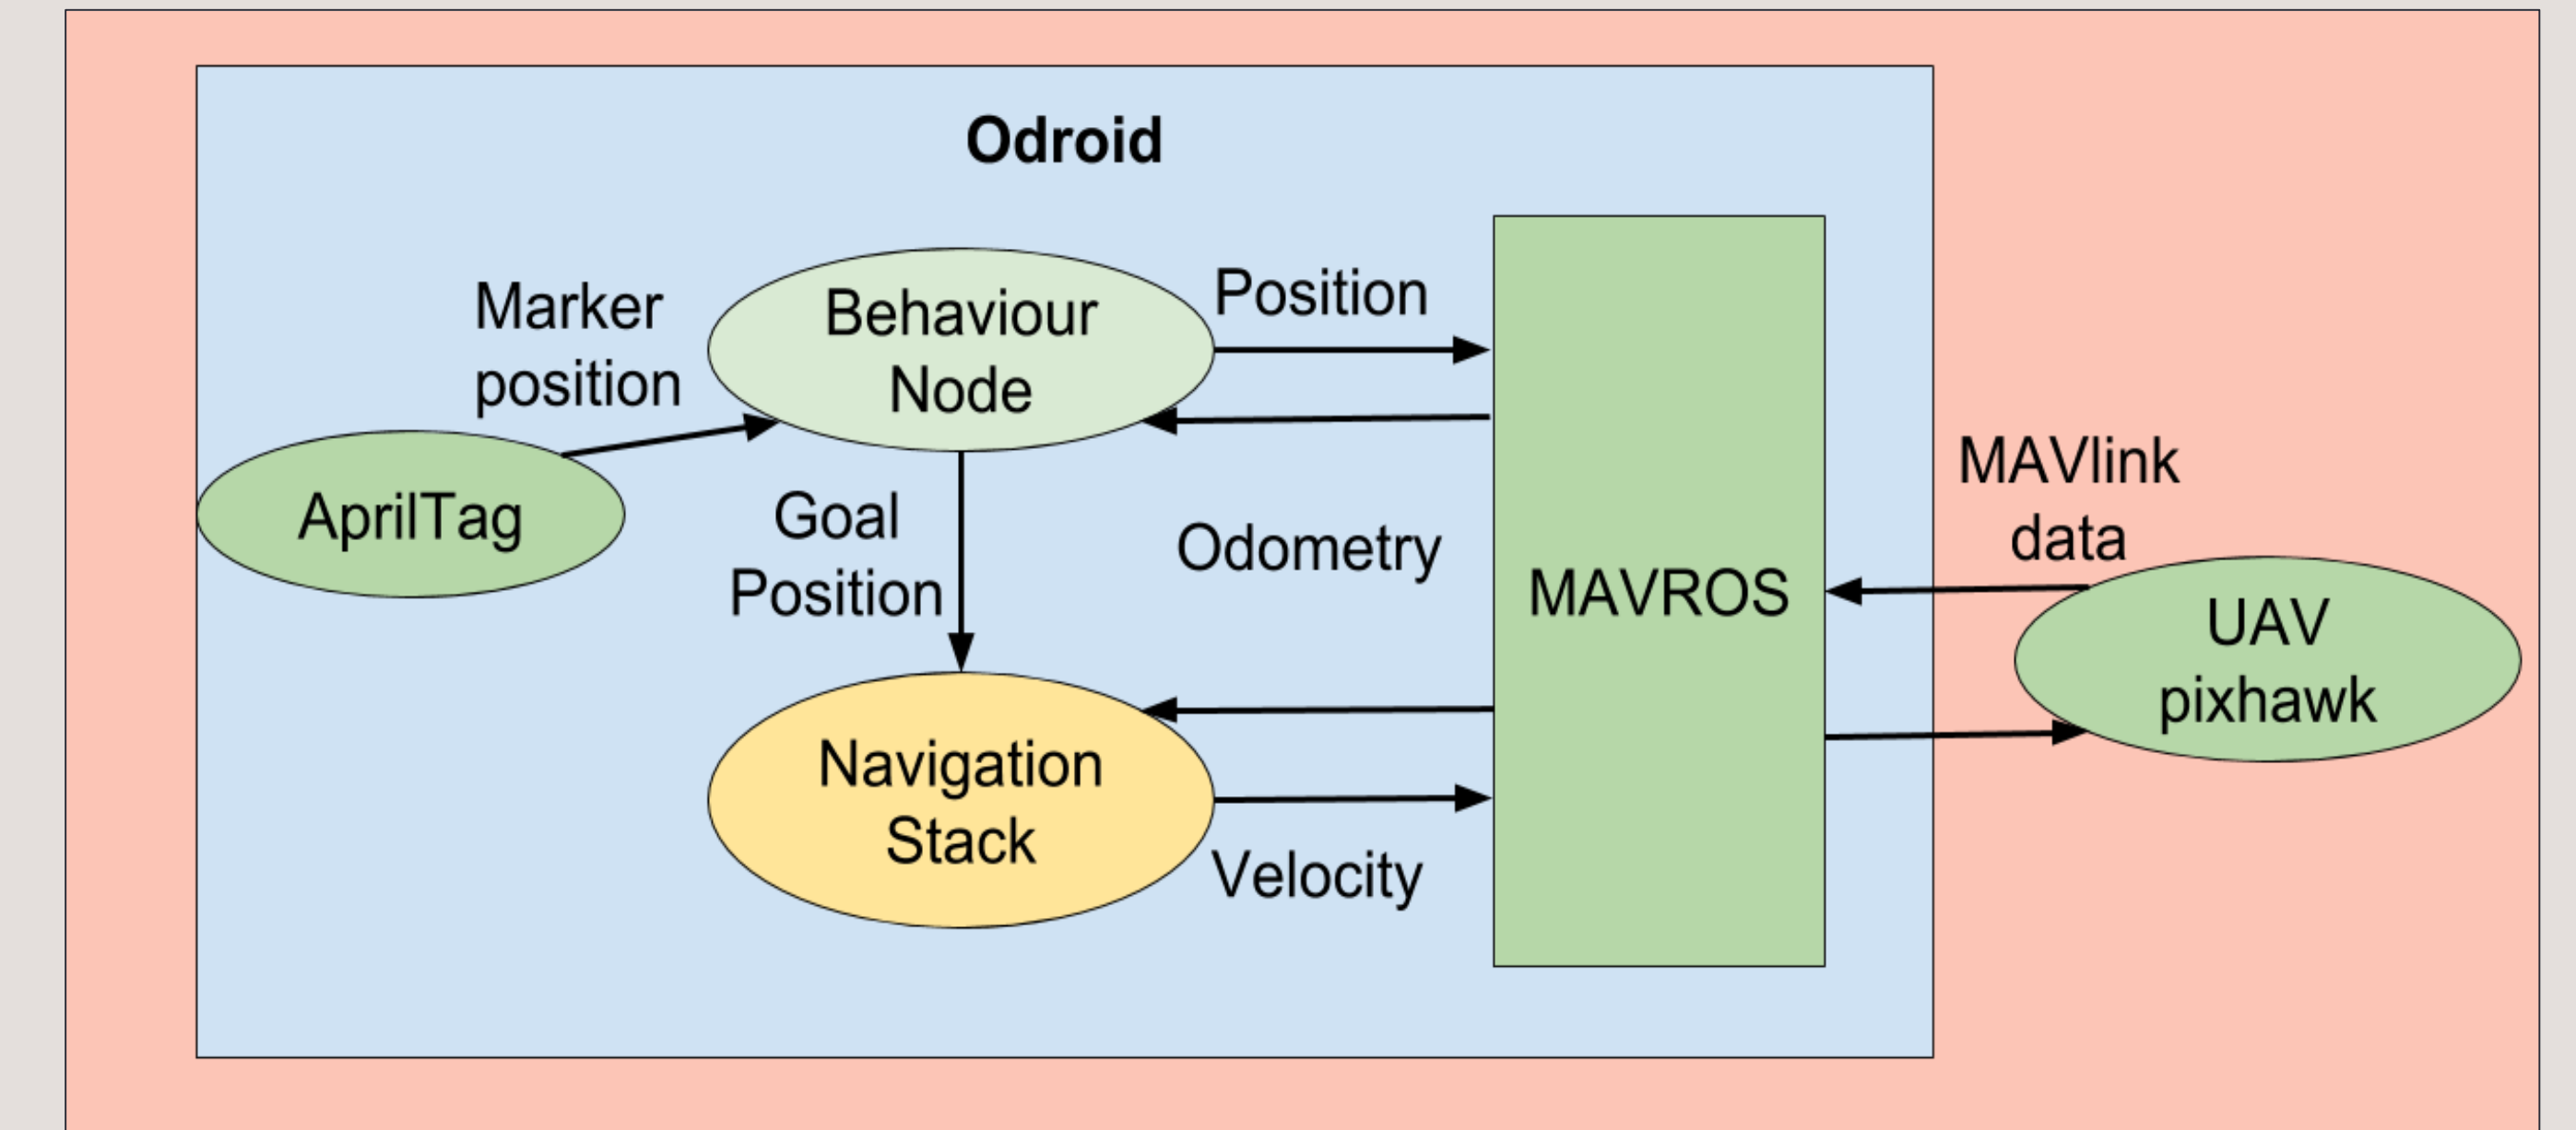 Odroid
Marker
position
Behaviour
Node
Position
AprilTag
Goal
Position
Odometry
MAVROS
MAVlink
data
UAV
pixhawk
Navigation
Stack
Velocity